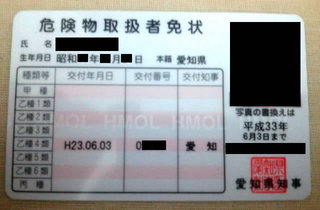 危険物取扱者免状
氏名
生年月日 昭和 年 月 日 本籍 愛知県
種類等 交付年月日 交付番号 交付知事
甲種
乙種1類
乙種2類
乙種3類
乙種4類 H23.06.03 0 愛知
乙種5類
乙種6類
丙種
HMOL HMOL
写真の書換えは
平成33年
6月3日まで
愛知県知事